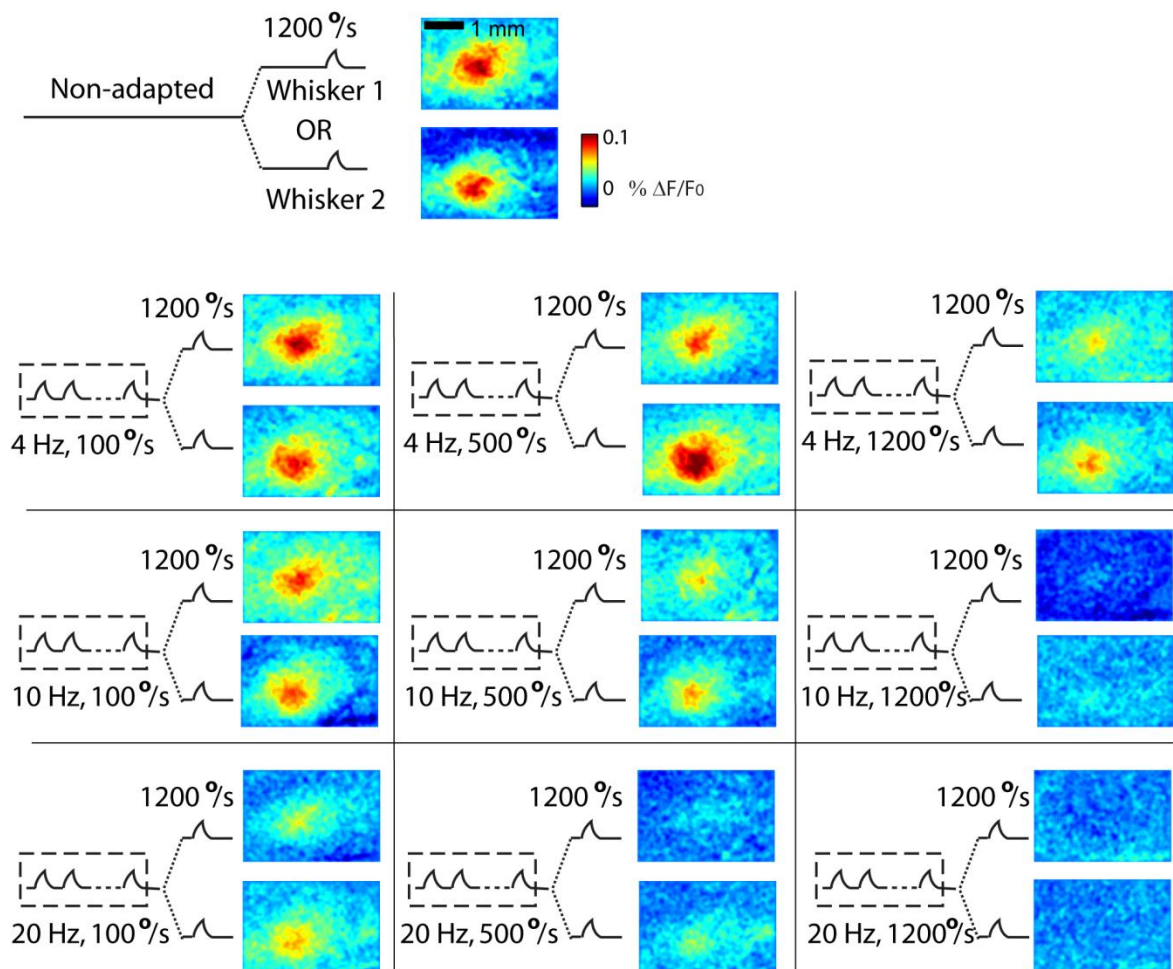 1200 º/s
1 mm
Non-adapted
Whisker 1
OR
Whisker 2
0.1
0 % ΔF/F0
1200 º/s
1200 º/s
1200 º/s
4 Hz, 100 º/s
4 Hz, 500 º/s
4 Hz, 1200 º/s
1200 º/s
1200 º/s
1200 º/s
10 Hz, 100 º/s
10 Hz, 500 º/s
10 Hz, 1200º/s
1200 º/s
1200 º/s
1200 º/s
20 Hz, 100 º/s
20 Hz, 500 º/s
20 Hz, 1200º/s